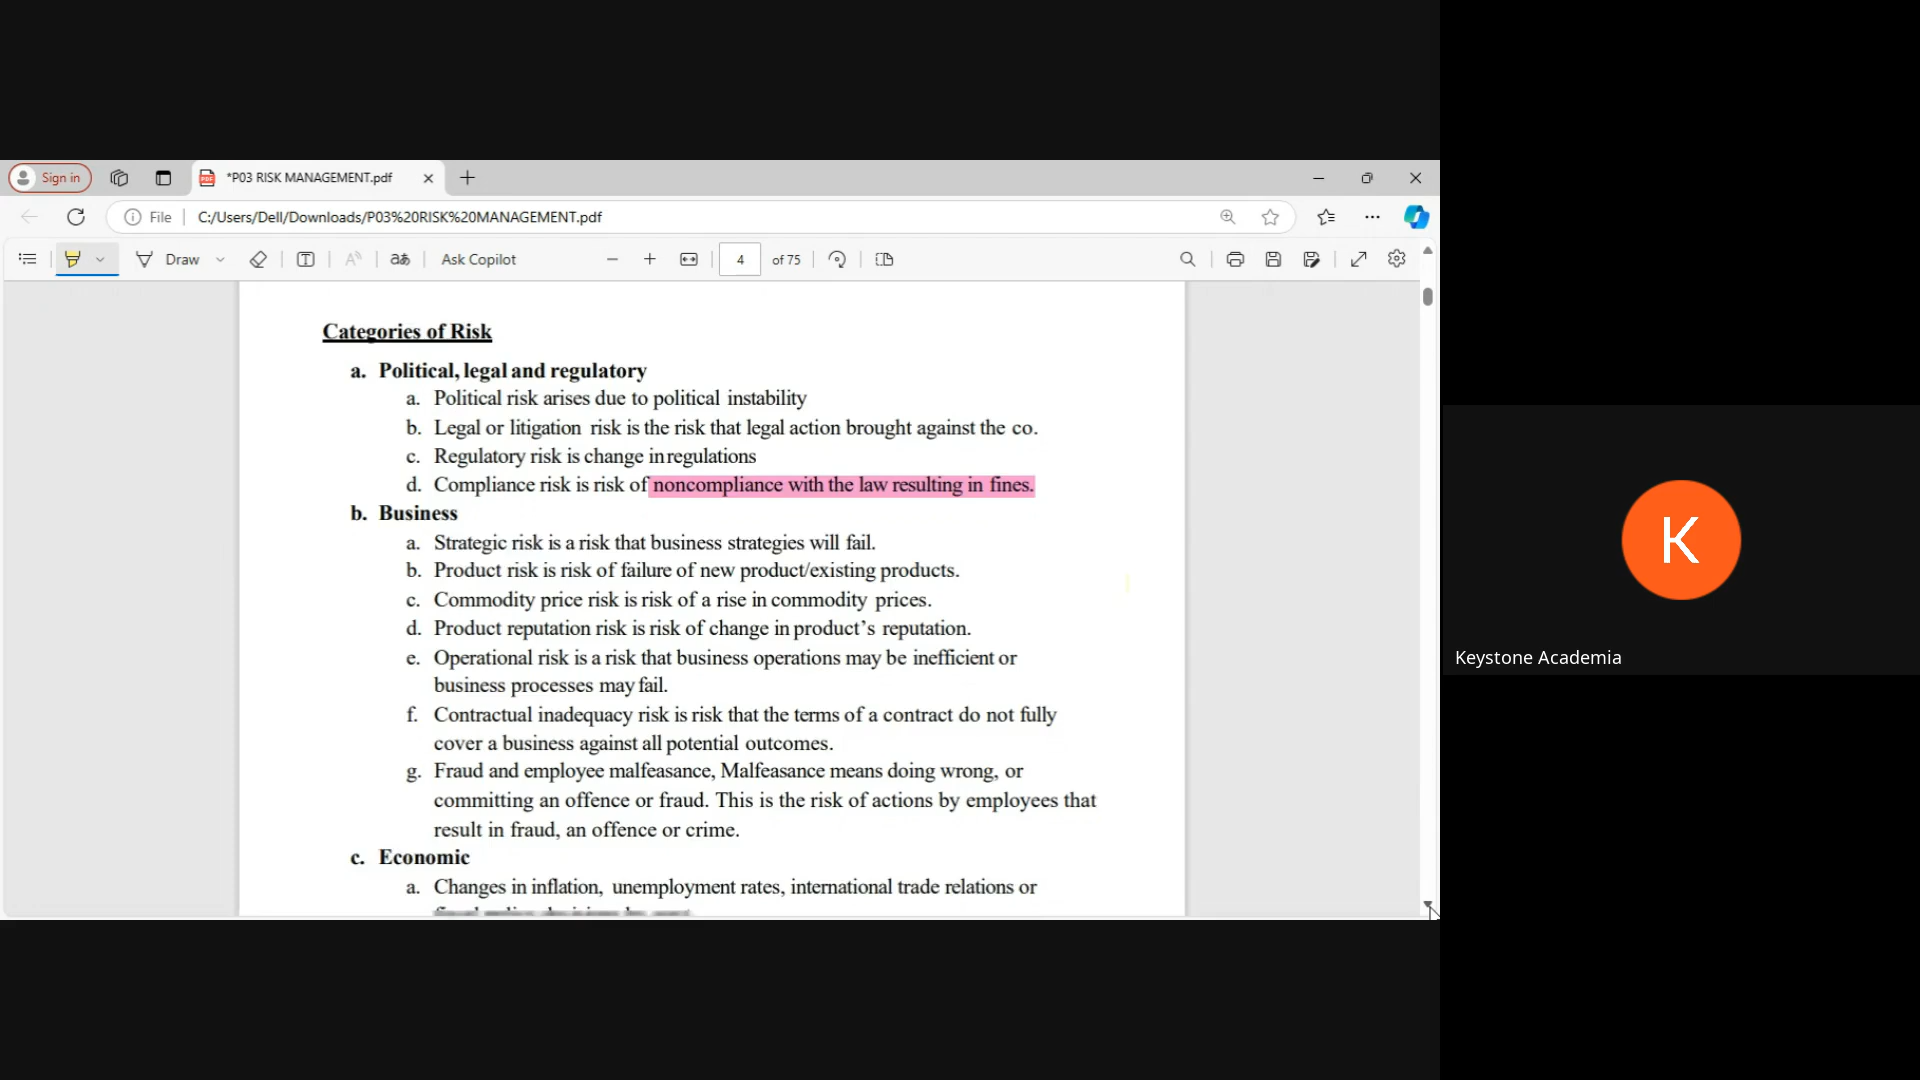 Sign in
*P03 RISK MANAGEMENT.pdf
File
C:/Users/Dell/Downloads/P03%20RISK%20MANAGEMENT.pdf
Draw
Ask Copilot
4 of 75
Categories of Risk
a. Political, legal and regulatory
a. Political risk arises due to political instability
b. Legal or litigation risk is the risk that legal action brought against the co.
c. Regulatory risk is change in regulations
d. Compliance risk is risk of noncompliance with the law resulting in fines.
b. Business
a. Strategic risk is a risk that business strategies will fail.
b. Product risk is risk of failure of new product/existing products.
c. Commodity price risk is risk of a rise in commodity prices.
d. Product reputation risk is risk of change in product’s reputation.
e. Operational risk is a risk that business operations may be inefficient or
business processes may fail.
f. Contractual inadequacy risk is risk that the terms of a contract do not fully
cover a business against all potential outcomes.
g. Fraud and employee malfeasance, Malfeasance means doing wrong, or
committing an offence or fraud. This is the risk of actions by employees that
result in fraud, an offence or crime.
c. Economic
a. Changes in inflation, unemployment rates, international trade relations or
K
Keystone Academia